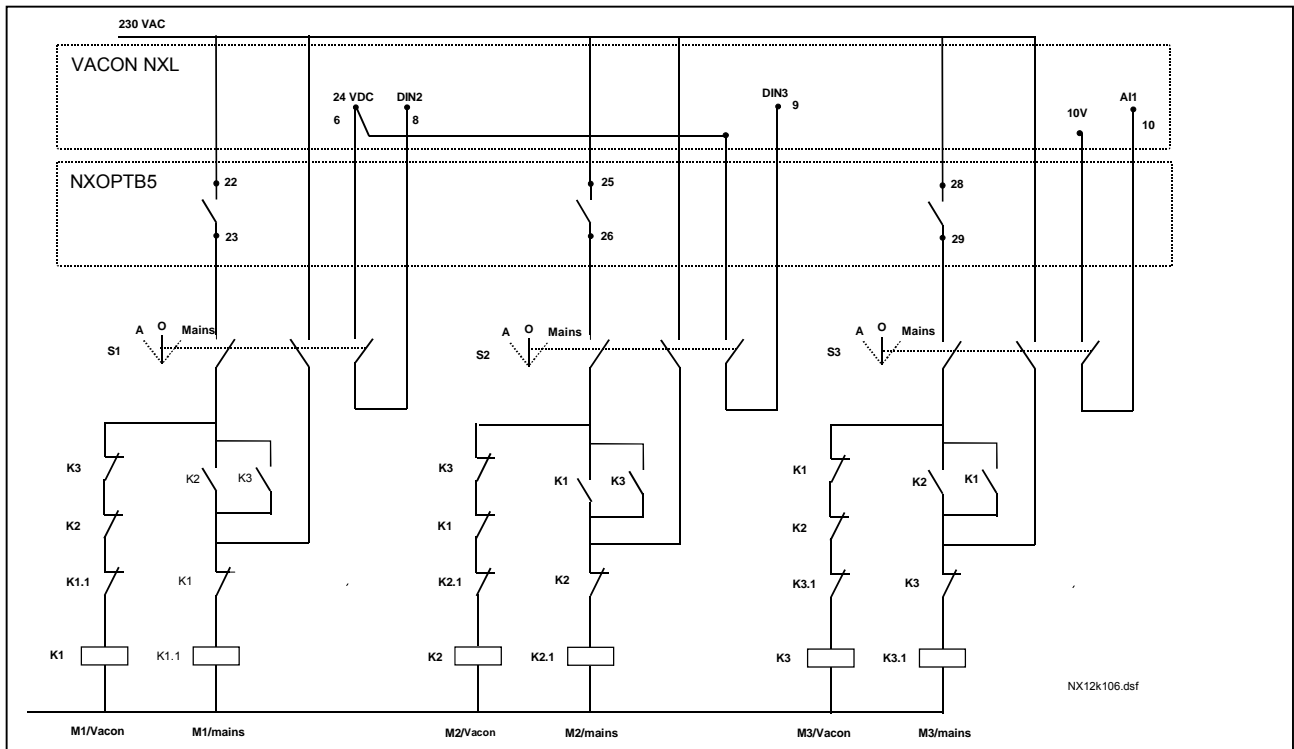 230 VAC
VACON NXL
24 VDC DIN2 DIN3 AI1
6 8 9 10V 10
NXOPTB5
22 25 28
23 26 29
A O Mains A O Mains A O Mains
S1 S2 S3
K3 K2 K3 K3 K1 K3 K1 K2 K1
K2 K1 K2
K1.1 K1 K2.1 K2 K3.1 K3
K1 K1.1 K2 K2.1 K3 K3.1
NX12k106.dsf
M1/Vacon M1/mains M2/Vacon M2/mains M3/Vacon M3/mains